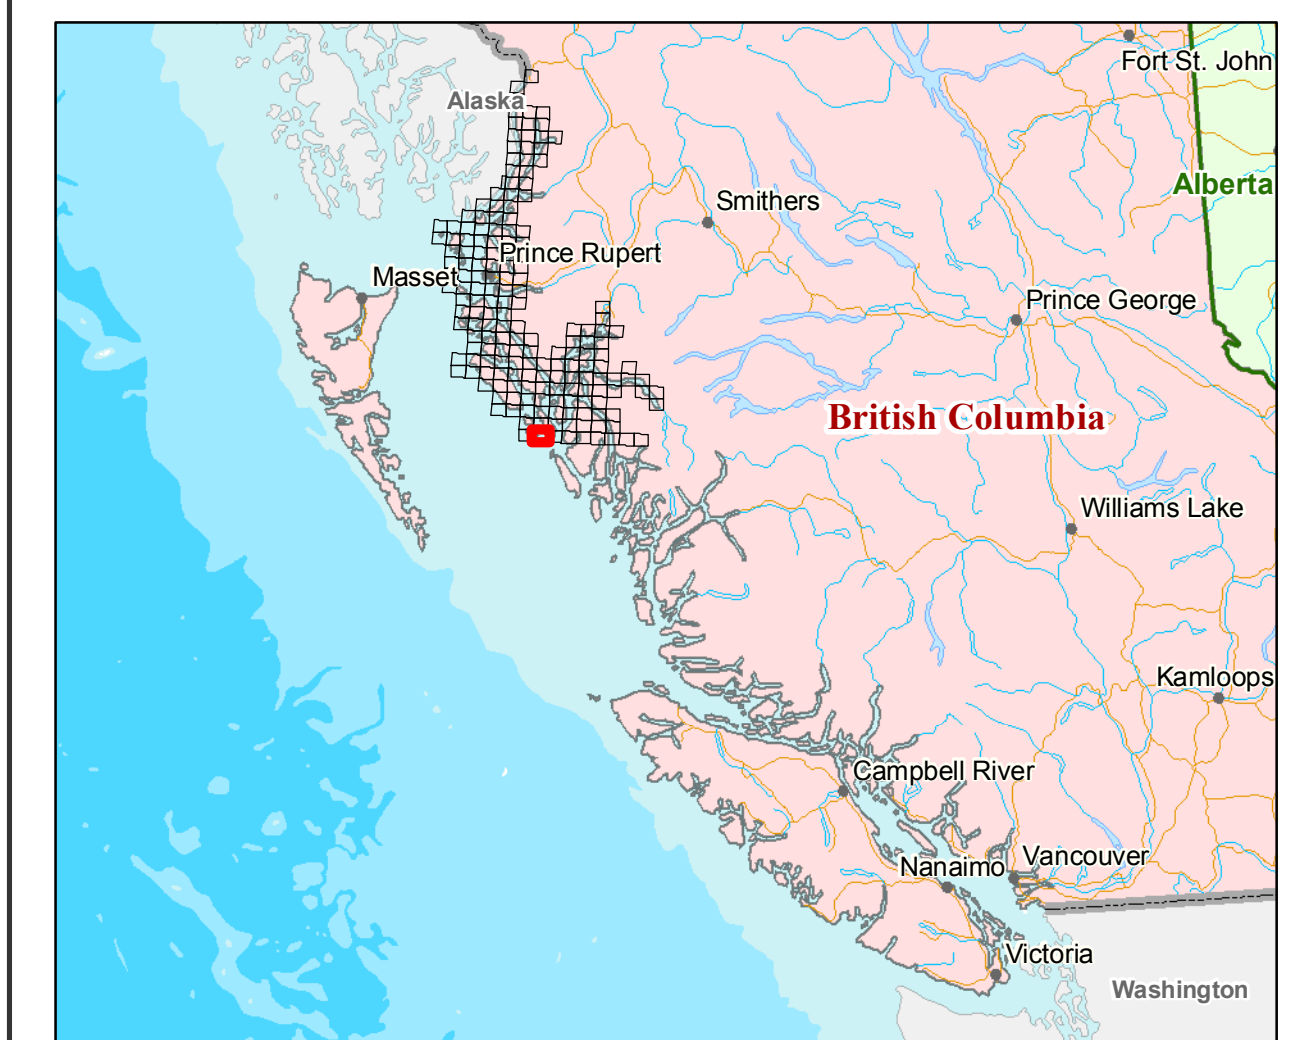 Fort St. John
Alaska
Alberta
Smithers
Prince Rupert
Masset
Prince George
British Columbia
Williams Lake
Kamloops
Campbell River
Vancouver
Nanaimo
Victoria
Washington